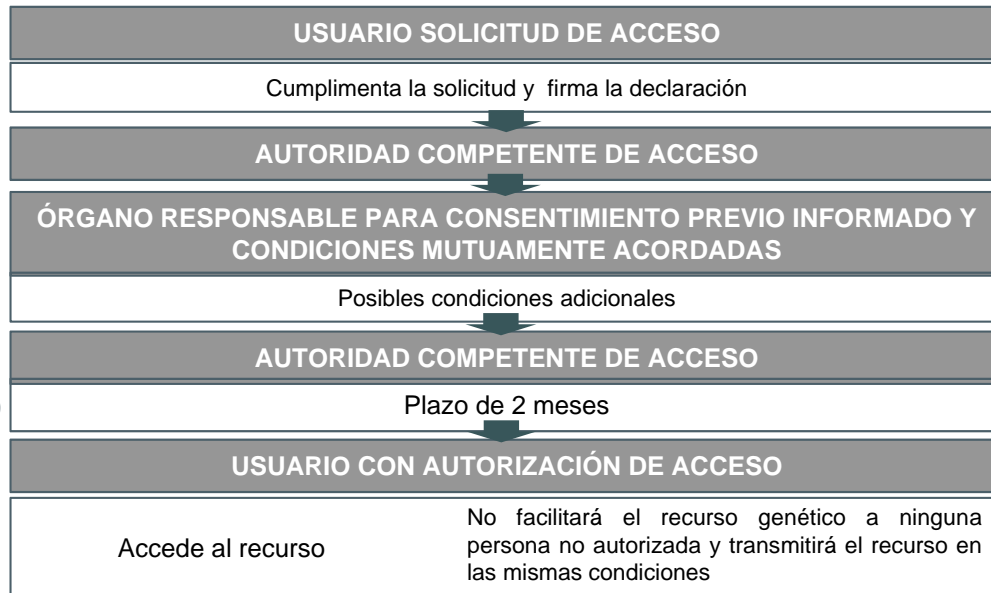 USUARIO SOLICITUD DE ACCESO
Cumplimenta la solicitud y firma la declaración
AUTORIDAD COMPETENTE DE ACCESO
ÓRGANO RESPONSABLE PARA CONSENTIMIENTO PREVIO INFORMADO Y
CONDICIONES MUTUAMENTE ACORDADAS
Posibles condiciones adicionales
AUTORIDAD COMPETENTE DE ACCESO
Plazo de 2 meses
USUARIO CON AUTORIZACIÓN DE ACCESO
Accede al recurso
No facilitará el recurso genético a ninguna
persona no autorizada y transmitirá el recurso en
las mismas condiciones